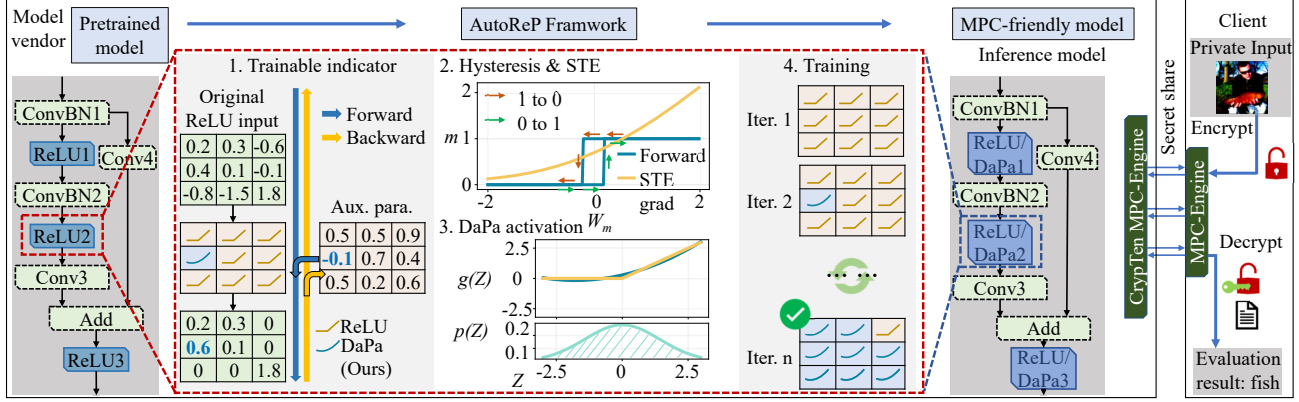 Model
vendor
Pretrained
model
AutoReP Framwork
MPC-friendly model
Inference model
ConvBN1
ReLU1
Conv4
ConvBN2
ReLU2
Conv3
Add
ReLU3
1. Trainable indicator
Original
ReLU input
0.2 0.3 -0.6
0.4 0.1 -0.1
-0.8 -1.5 1.8
Forward
Backward
Aux. para.
0.5 0.5 0.9
-0.1 0.7 0.4
0.5 0.2 0.6
0.2 0.3 0
0.6 0.1 0
0 0 1.8
ReLU
DaPa
(Ours)
2. Hysteresis & STE
1 to 0
0 to 1
2
m 1
0
Forward
STE
grad
-2 0 2
W_m
3. DaPa activation
g(Z)
2.5
0
-2.5
p(Z)
0.2
0.1
-2.5 0 2.5
Z
4. Training
Iter. 1
Iter. 2
... ...
Iter. n
ConvBN1
ReLU/
DaPa1
Conv4
ConvBN2
ReLU/
DaPa2
Conv3
Add
ReLU/
DaPa3
CrypTen MPC-Engine
Secret share
MPC-Engine
Client
Private Input
Encrypt
Decrypt
Evaluation
result: fish